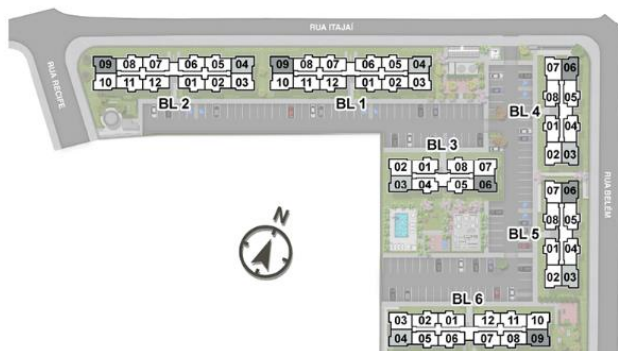 RUA ITAJAÍ
RUA RECIFE
RUA BELÉM
09 08 07 06 05 04
10 11 12 01 02 03
BL 2
09 08 07 06 05 04
10 11 12 01 02 03
BL 1
07 06
08 05
01 04
02 03
BL 4
BL 3
02 01 08 07
03 04 05 06
07 06
08 05
01 04
02 03
BL 5
N
BL 6
03 02 01 12 11 10
04 05 06 07 08 09